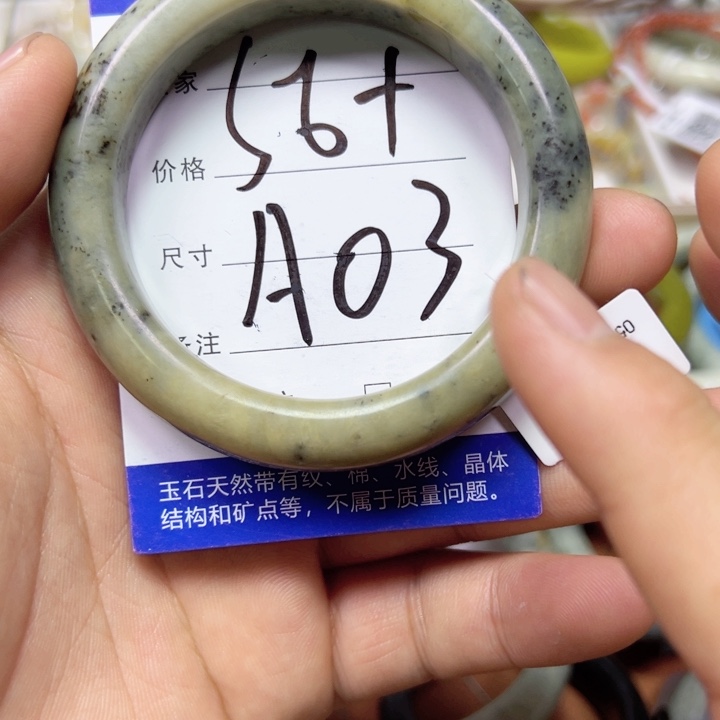 家
56+
价格
A03
尺寸
注
玉石天然带有纹、棉、水线、晶体
结构和矿点等，不属于质量问题。
05